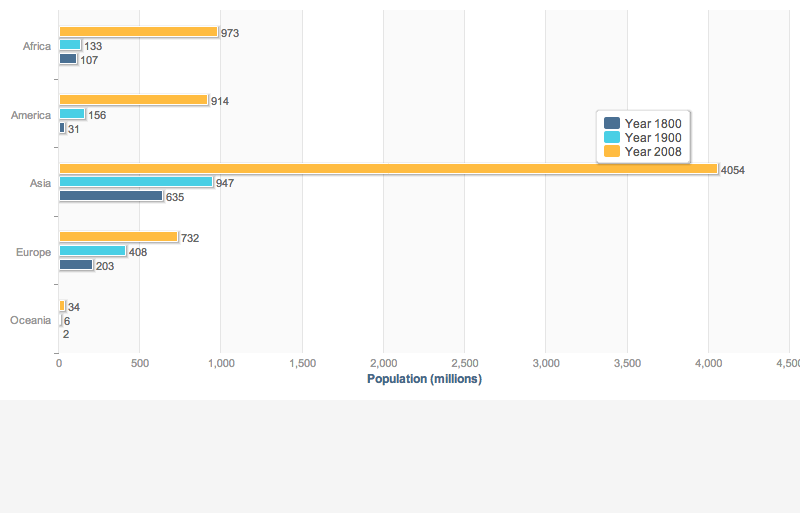 Africa
973
133
107
America
914
156
31
Year 1800
Year 1900
Year 2008
Asia
4054
947
635
Europe
732
408
203
Oceania
34
6
2
0 500 1,000 1,500 2,000 2,500 3,000 3,500 4,000 4,500
Population (millions)